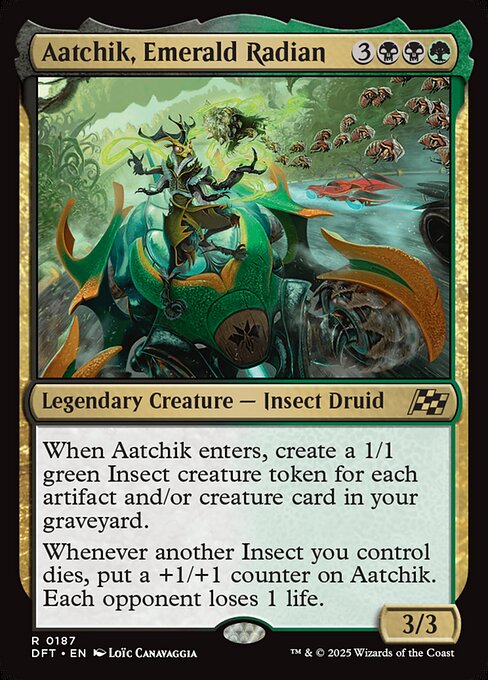 Aatchik, Emerald Radian 3
Legendary Creature — Insect Druid
When Aatchik enters, create a 1/1
green Insect creature token for each
artifact and/or creature card in your
graveyard.
Whenever another Insect you control
dies, put a +1/+1 counter on Aatchik.
Each opponent loses 1 life.
3/3
R 0187
DFT • EN Loïc Canavaggia
™ & © 2025 Wizards of the Coast